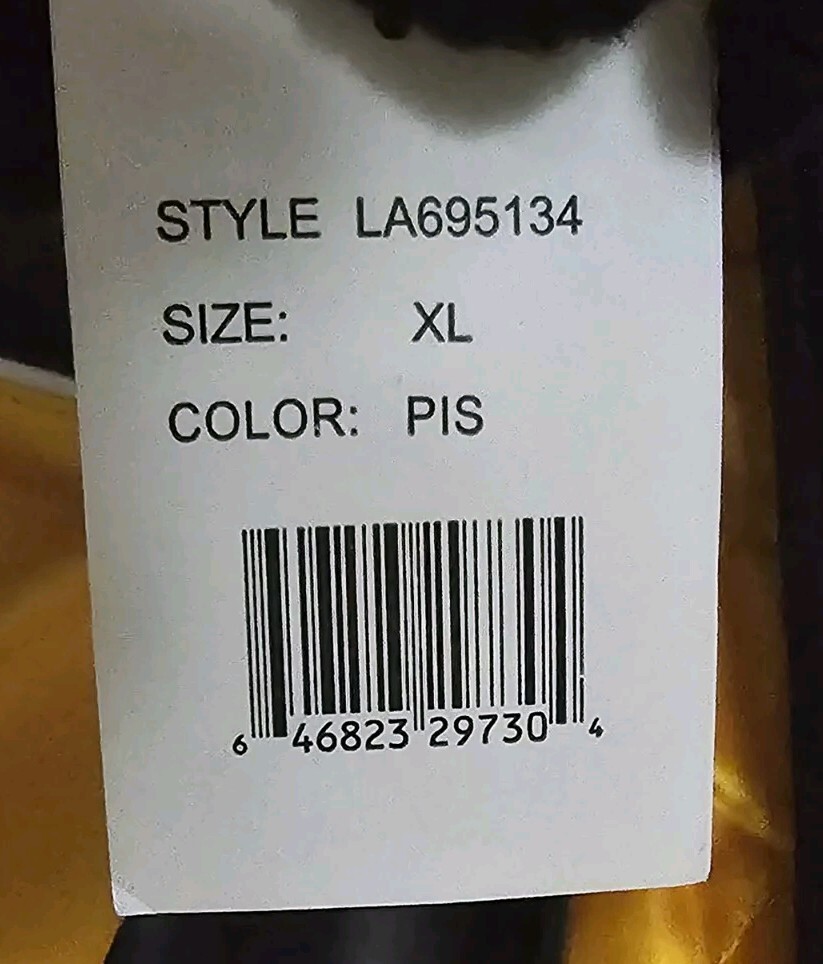 STYLE LA695134
SIZE: XL
COLOR: PIS
6 46823 29730 4